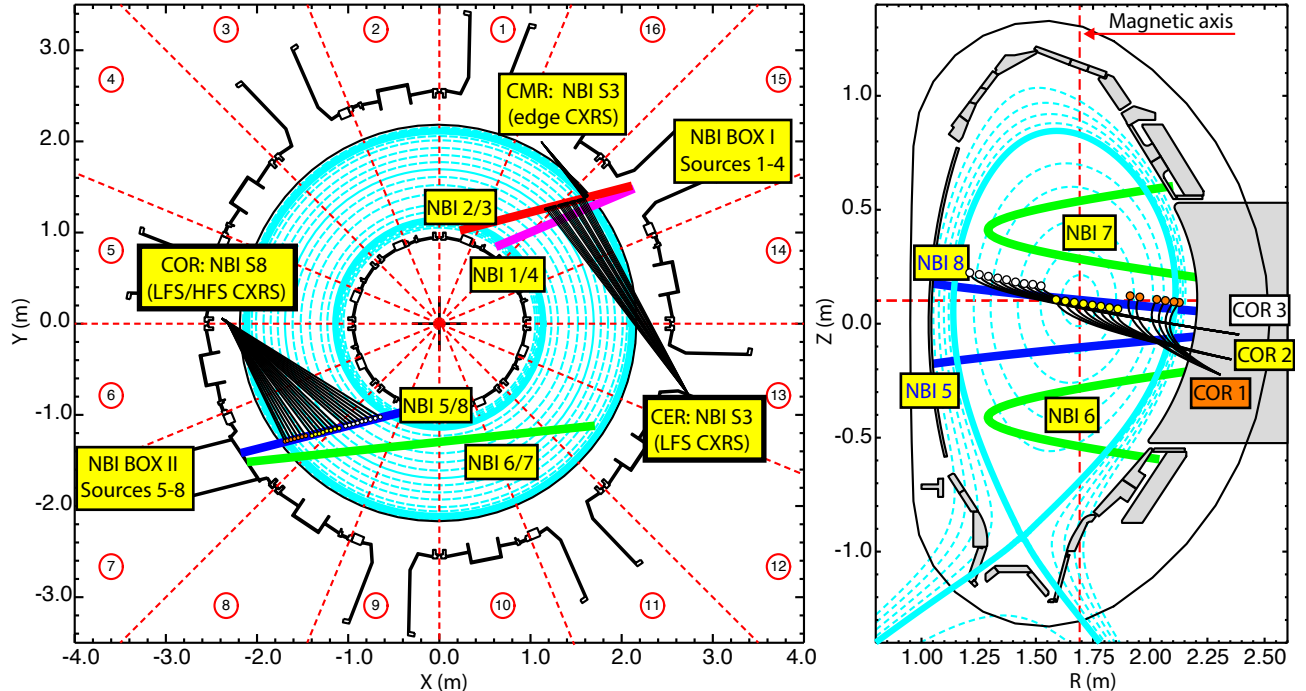 3
2
1
16
4
15
5
14
6
13
7
12
8
9
10
11
3.0
2.0
1.0
0.0
-1.0
-2.0
-3.0
Y (m)
-4.0
-3.0
-2.0
-1.0
0.0
1.0
2.0
3.0
4.0
X (m)
CMR: NBI S3
(edge CXRS)
NBI BOX I
Sources 1-4
NBI 2/3
NBI 1/4
COR: NBI S8
(LFS/HFS CXRS)
NBI 5/8
NBI 6/7
CER: NBI S3
(LFS CXRS)
NBI BOX II
Sources 5-8
Magnetic axis
1.0
0.5
0.0
-0.5
-1.0
Z (m)
NBI 7
NBI 8
COR 3
COR 2
COR 1
NBI 5
NBI 6
1.00
1.25
1.50
1.75
2.00
2.50
R (m)